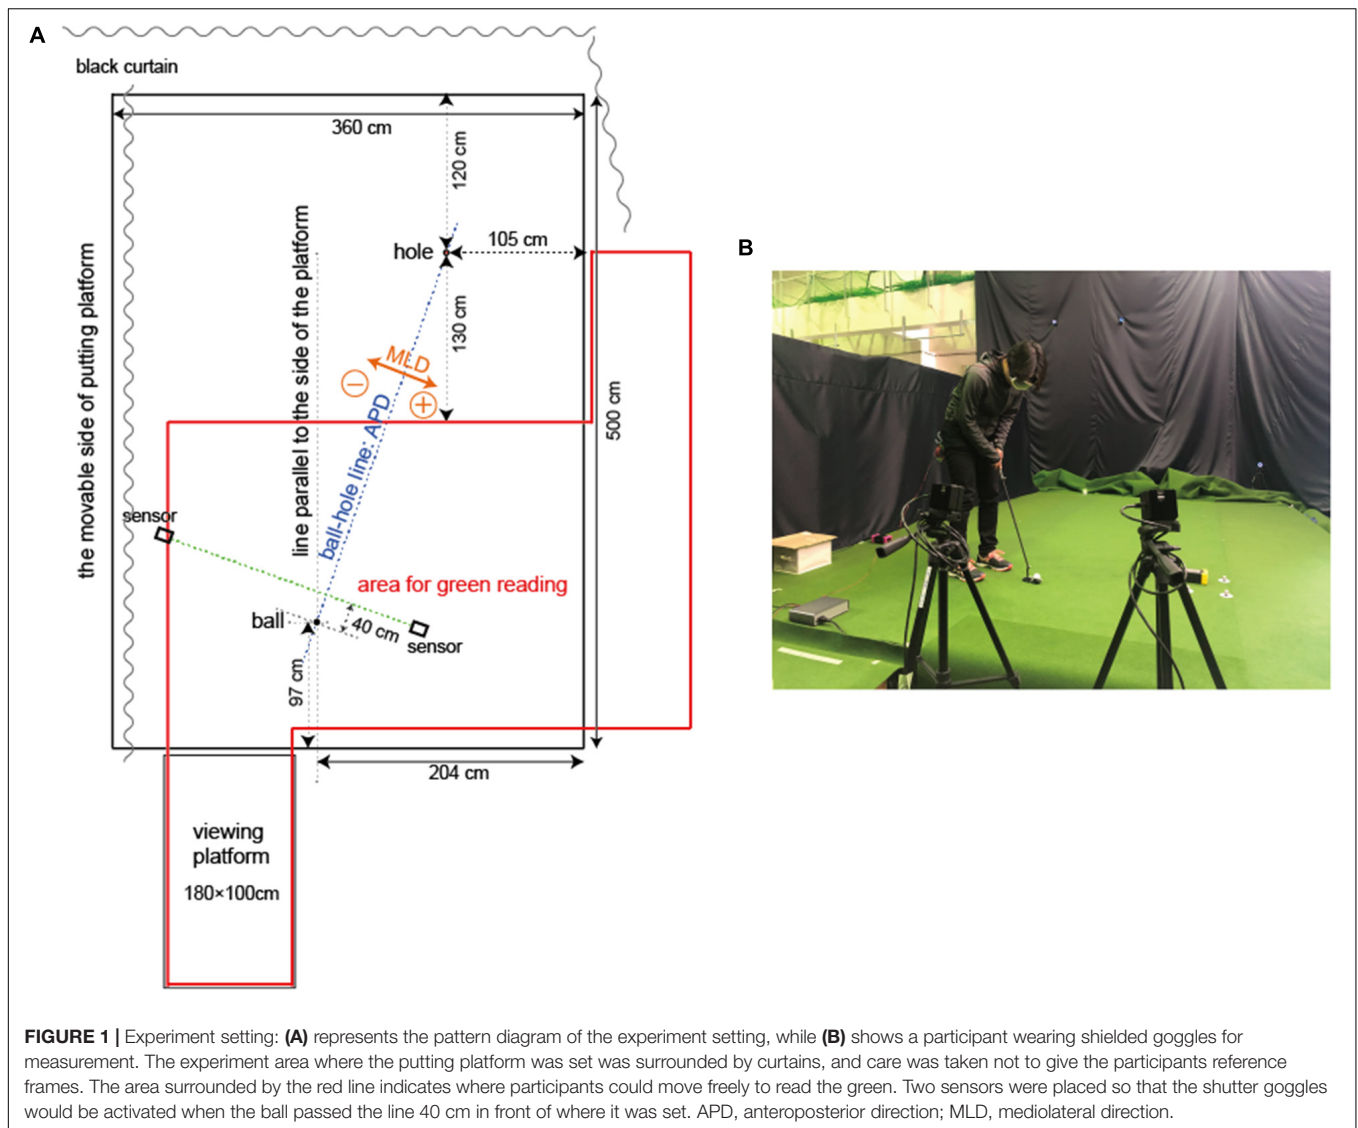 A
black curtain
360 cm
120 cm
hole
105 cm
the movable side of putting platform
line parallel to the side of the platform
130 cm
MLD
−
+
ball-hole line: APD
500 cm
sensor
area for green reading
ball
40 cm
sensor
97 cm
204 cm
viewing
platform
180×100cm
B
FIGURE 1 | Experiment setting: (A) represents the pattern diagram of the experiment setting, while (B) shows a participant wearing shielded goggles for
measurement. The experiment area where the putting platform was set was surrounded by curtains, and care was taken not to give the participants reference
frames. The area surrounded by the red line indicates where participants could move freely to read the green. Two sensors were placed so that the shutter goggles
would be activated when the ball passed the line 40 cm in front of where it was set. APD, anteroposterior direction; MLD, mediolateral direction.